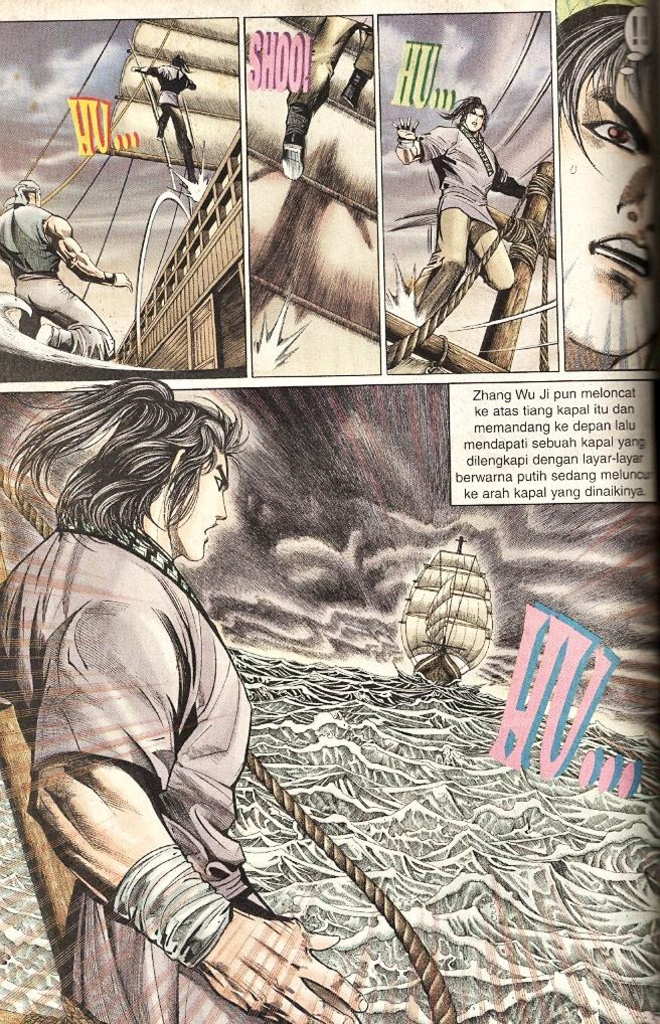 HU...
SHOO!
HU...
!!
Zhang Wu Ji pun meloncat
ke atas tiang kapal itu dan
memandang ke depan lalu
mendapati sebuah kapal yang
dilengkapi dengan layar-layar
berwarna putih sedang meluncur
ke arah kapal yang dinaikinya.
HU...